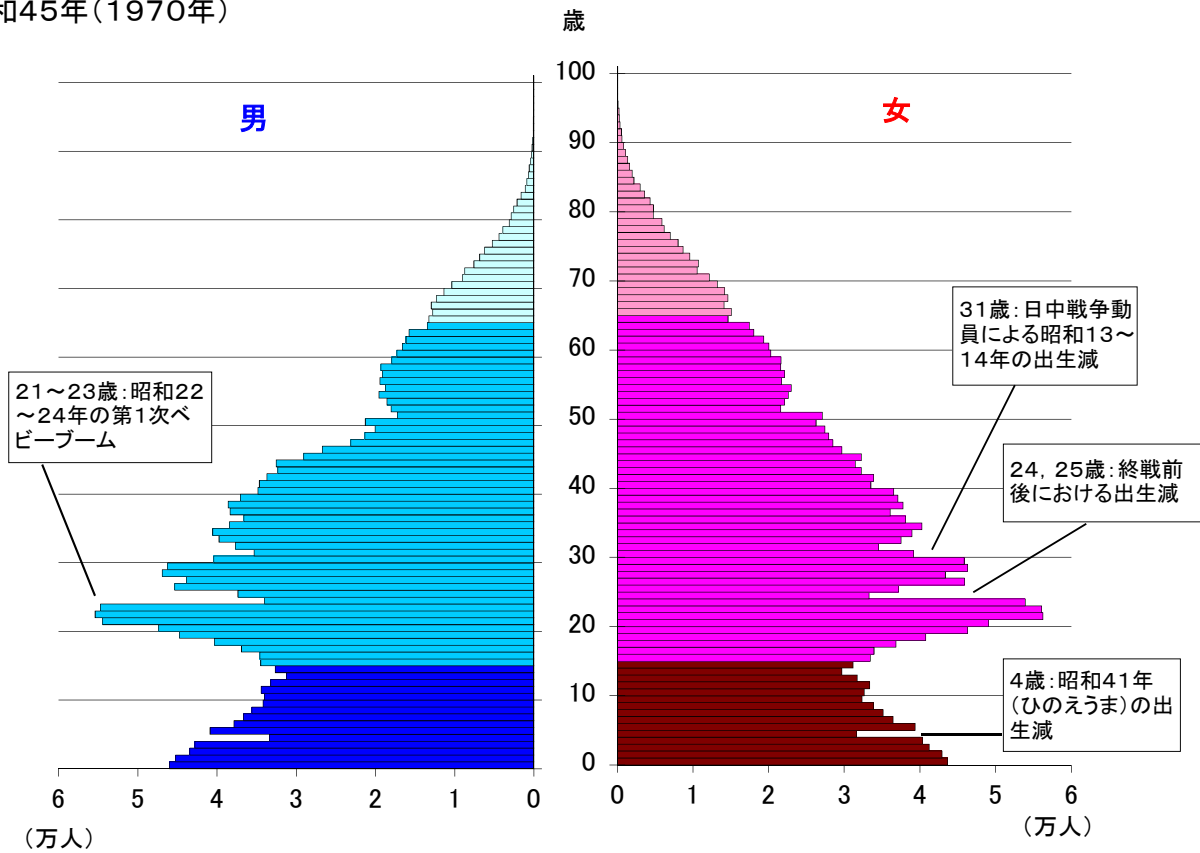 和45年（1970年）
歳
男
女
100
90
80
70
60
50
40
30
20
10
0
31歳：日中戦争動
員による昭和13～
14年の出生減
21～23歳：昭和22
～24年の第1次ベ
ビーブーム
24，25歳：終戦前
後における出生減
4歳：昭和41年
（ひのえうま）の出
生減
6 5 4 3 2 1 0
0 1 2 3 4 5 6
（万人）
（万人）